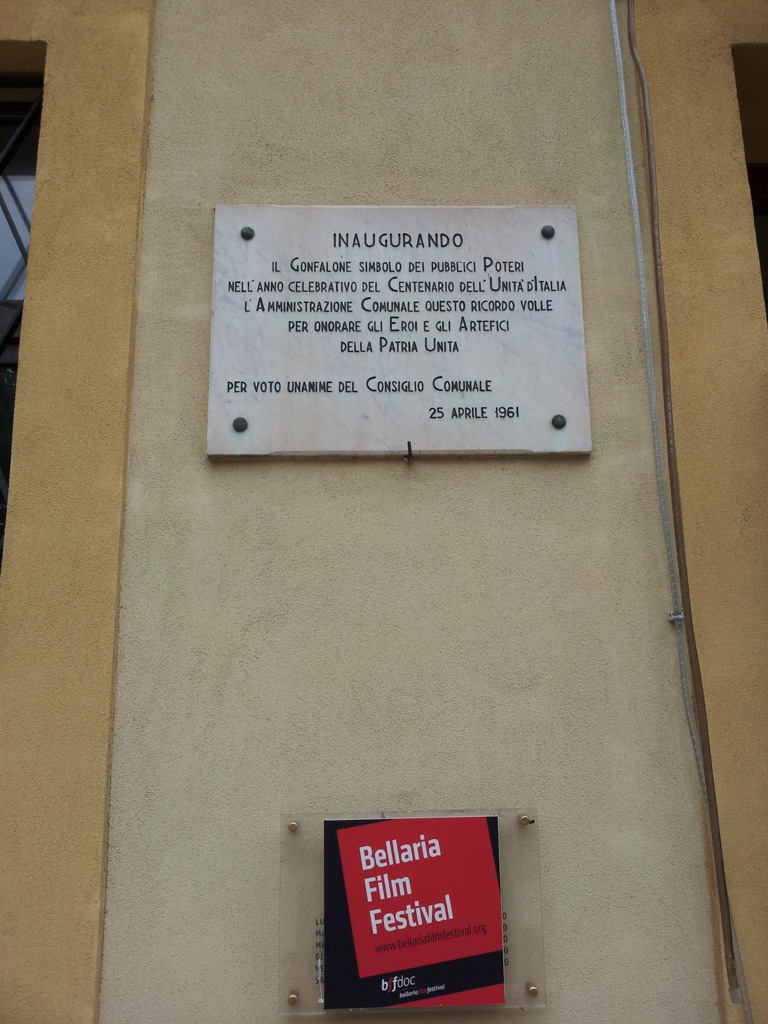 INAUGURANDO
IL GONFALONE SIMBOLO DEI PUBBLICI POTERI
NELL'ANNO CELEBRATIVO DEL CENTENARIO DELL'UNITÀ D'ITALIA
L'AMMINISTRAZIONE COMUNALE QUESTO RICORDO VOLLE
PER ONORARE GLI EROI E GLI ARTEFICI
DELLA PATRIA UNITA
PER VOTO UNANIME DEL CONSIGLIO COMUNALE
25 APRILE 1961
Bellaria
Film
Festival
www.bellariafilmfestival.org
bffdoc
bellariafilmfestival